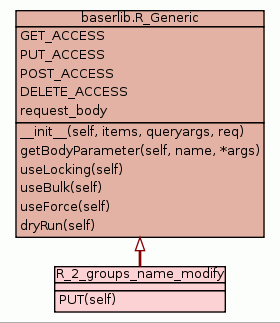 baserlib.R_Generic
GET_ACCESS
PUT_ACCESS
POST_ACCESS
DELETE_ACCESS
request_body
__init__(self, items, queryargs, req)
getBodyParameter(self, name, *args)
useLocking(self)
useBulk(self)
useForce(self)
dryRun(self)
R_2_groups_name_modify
PUT(self)